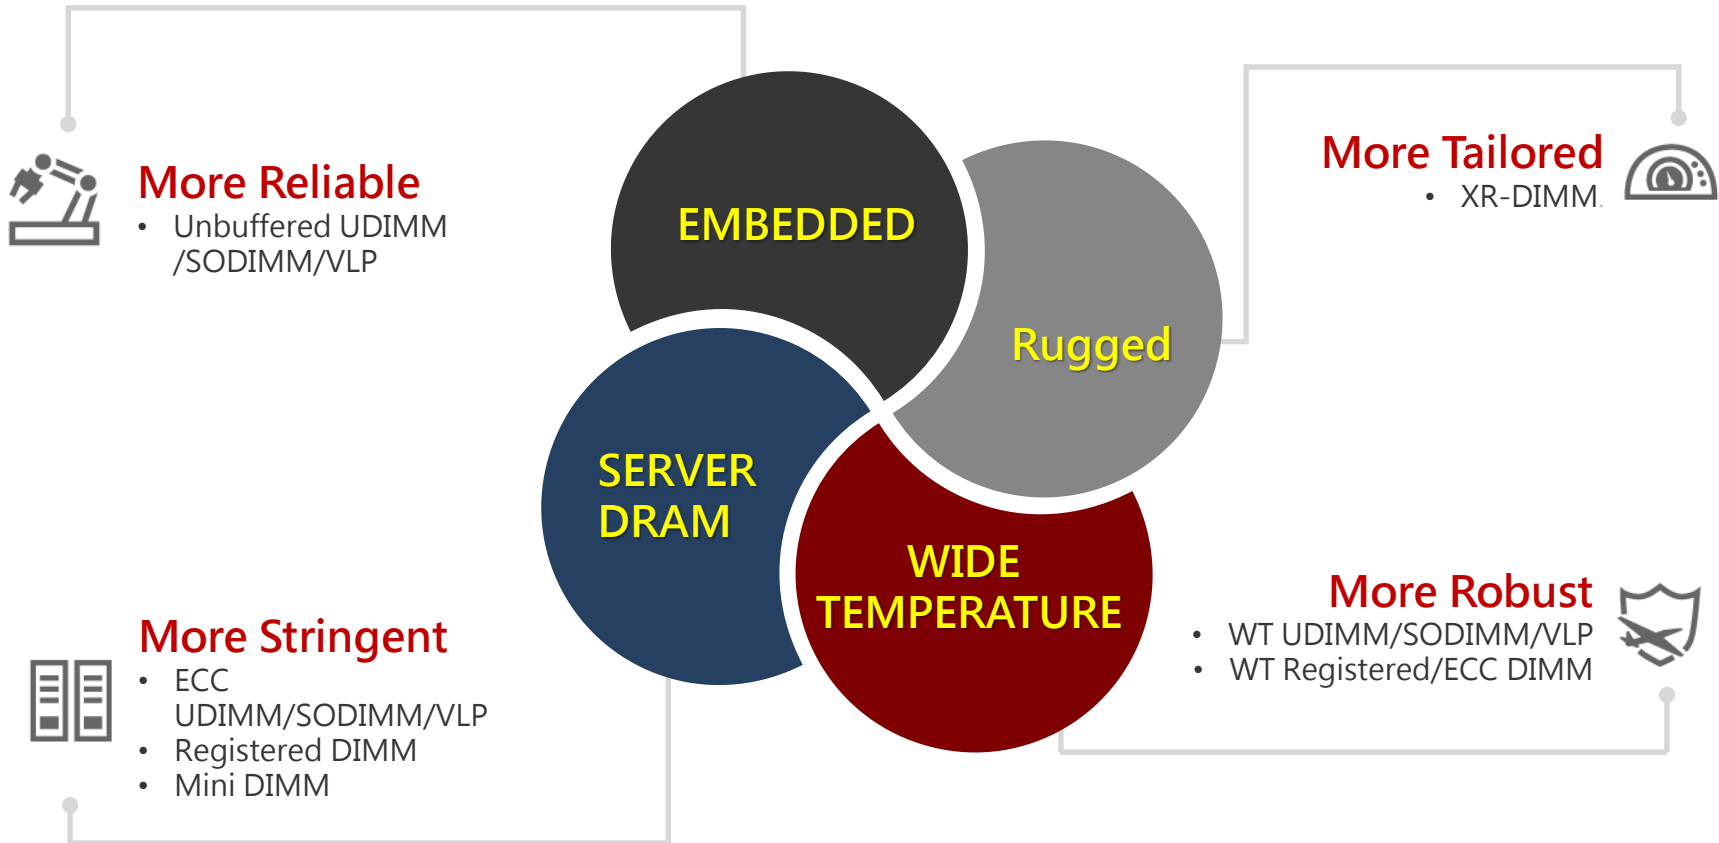 More Reliable
• Unbuffered UDIMM
/SODIMM/VLP
EMBEDDED
More Tailored
• XR-DIMM.
Rugged
SERVER
DRAM
WIDE
TEMPERATURE
More Stringent
• ECC
UDIMM/SODIMM/VLP
• Registered DIMM
• Mini DIMM
More Robust
• WT UDIMM/SODIMM/VLP
• WT Registered/ECC DIMM